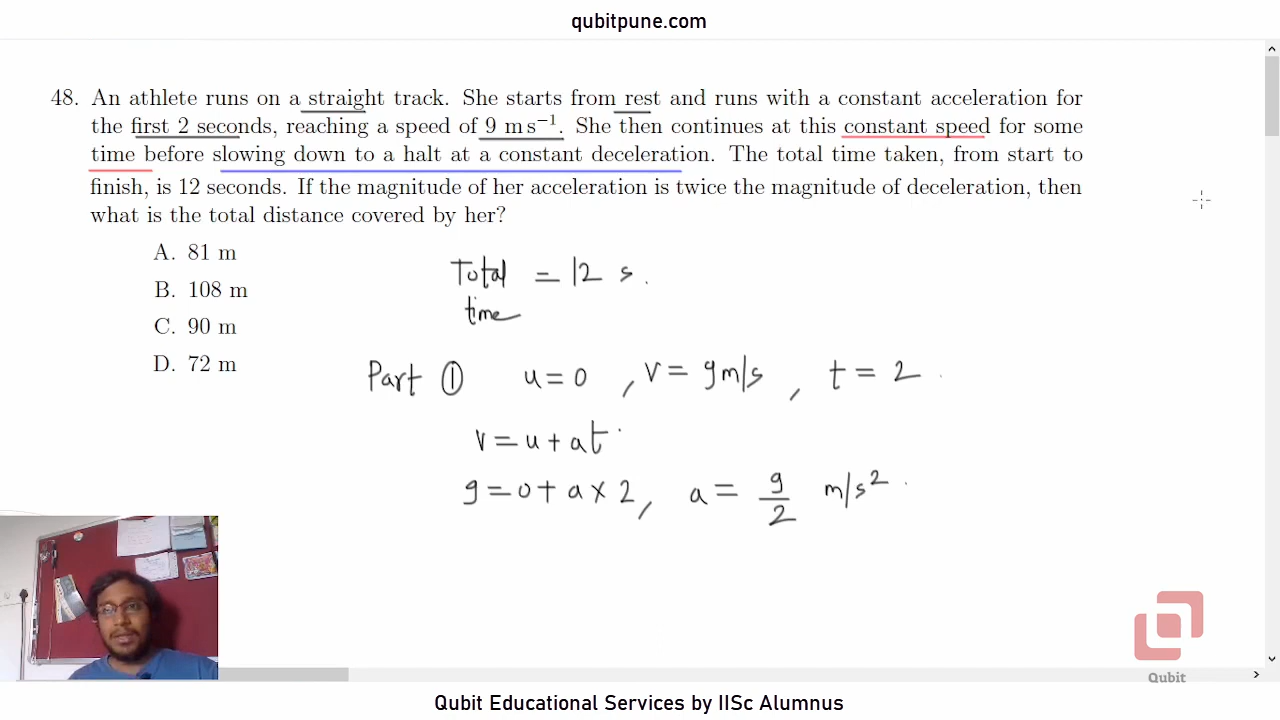 qubitpune.com
48. An athlete runs on a straight track. She starts from rest and runs with a constant acceleration for
the first 2 seconds, reaching a speed of 9 m s⁻¹. She then continues at this constant speed for some
time before slowing down to a halt at a constant deceleration. The total time taken, from start to
finish, is 12 seconds. If the magnitude of her acceleration is twice the magnitude of deceleration, then
what is the total distance covered by her?
A. 81 m
B. 108 m
C. 90 m
D. 72 m
Total = 12 s.
time
Part ① u = 0 , v = 9 m/s , t = 2 .
v = u + at
9 = 0 + a × 2, a = 9/2 m/s² .
Qubit
Qubit Educational Services by IISc Alumnus